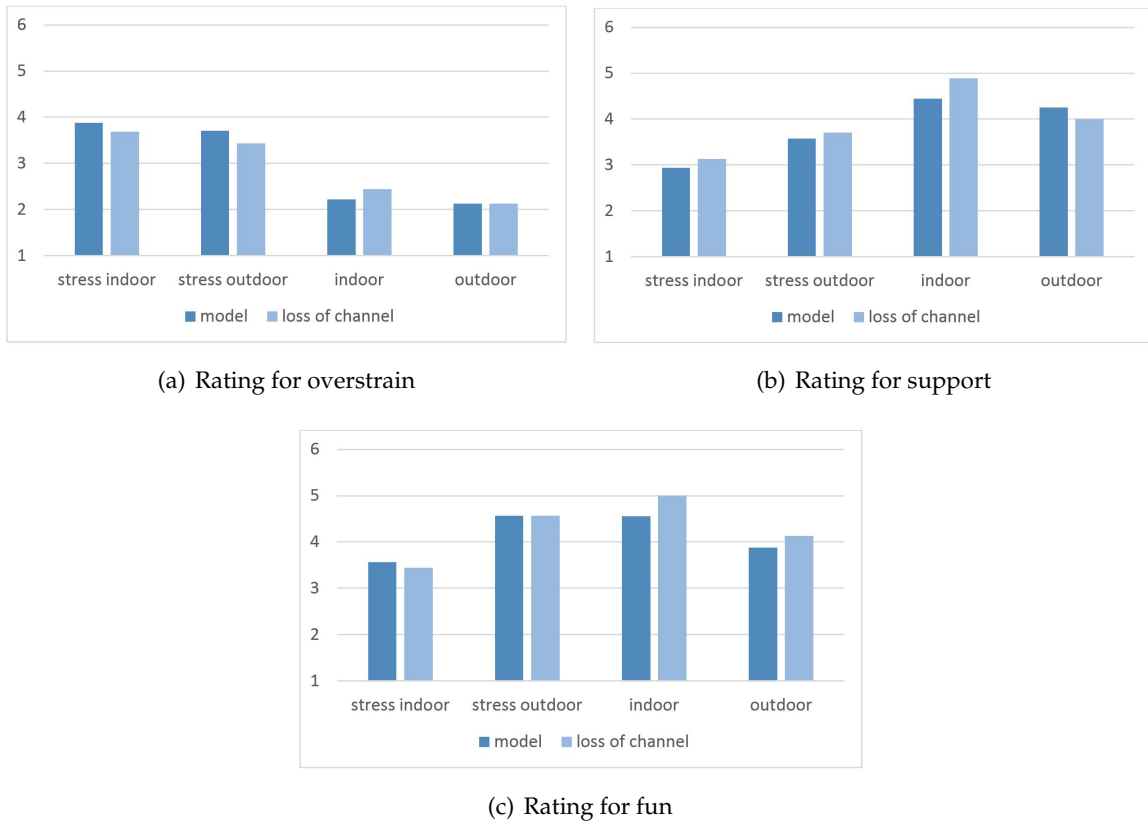 6
5
4
3
2
1
stress indoor stress outdoor indoor outdoor
model loss of channel
(a) Rating for overstrain
6
5
4
3
2
1
stress indoor stress outdoor indoor outdoor
model loss of channel
(b) Rating for support
6
5
4
3
2
1
stress indoor stress outdoor indoor outdoor
model loss of channel
(c) Rating for fun